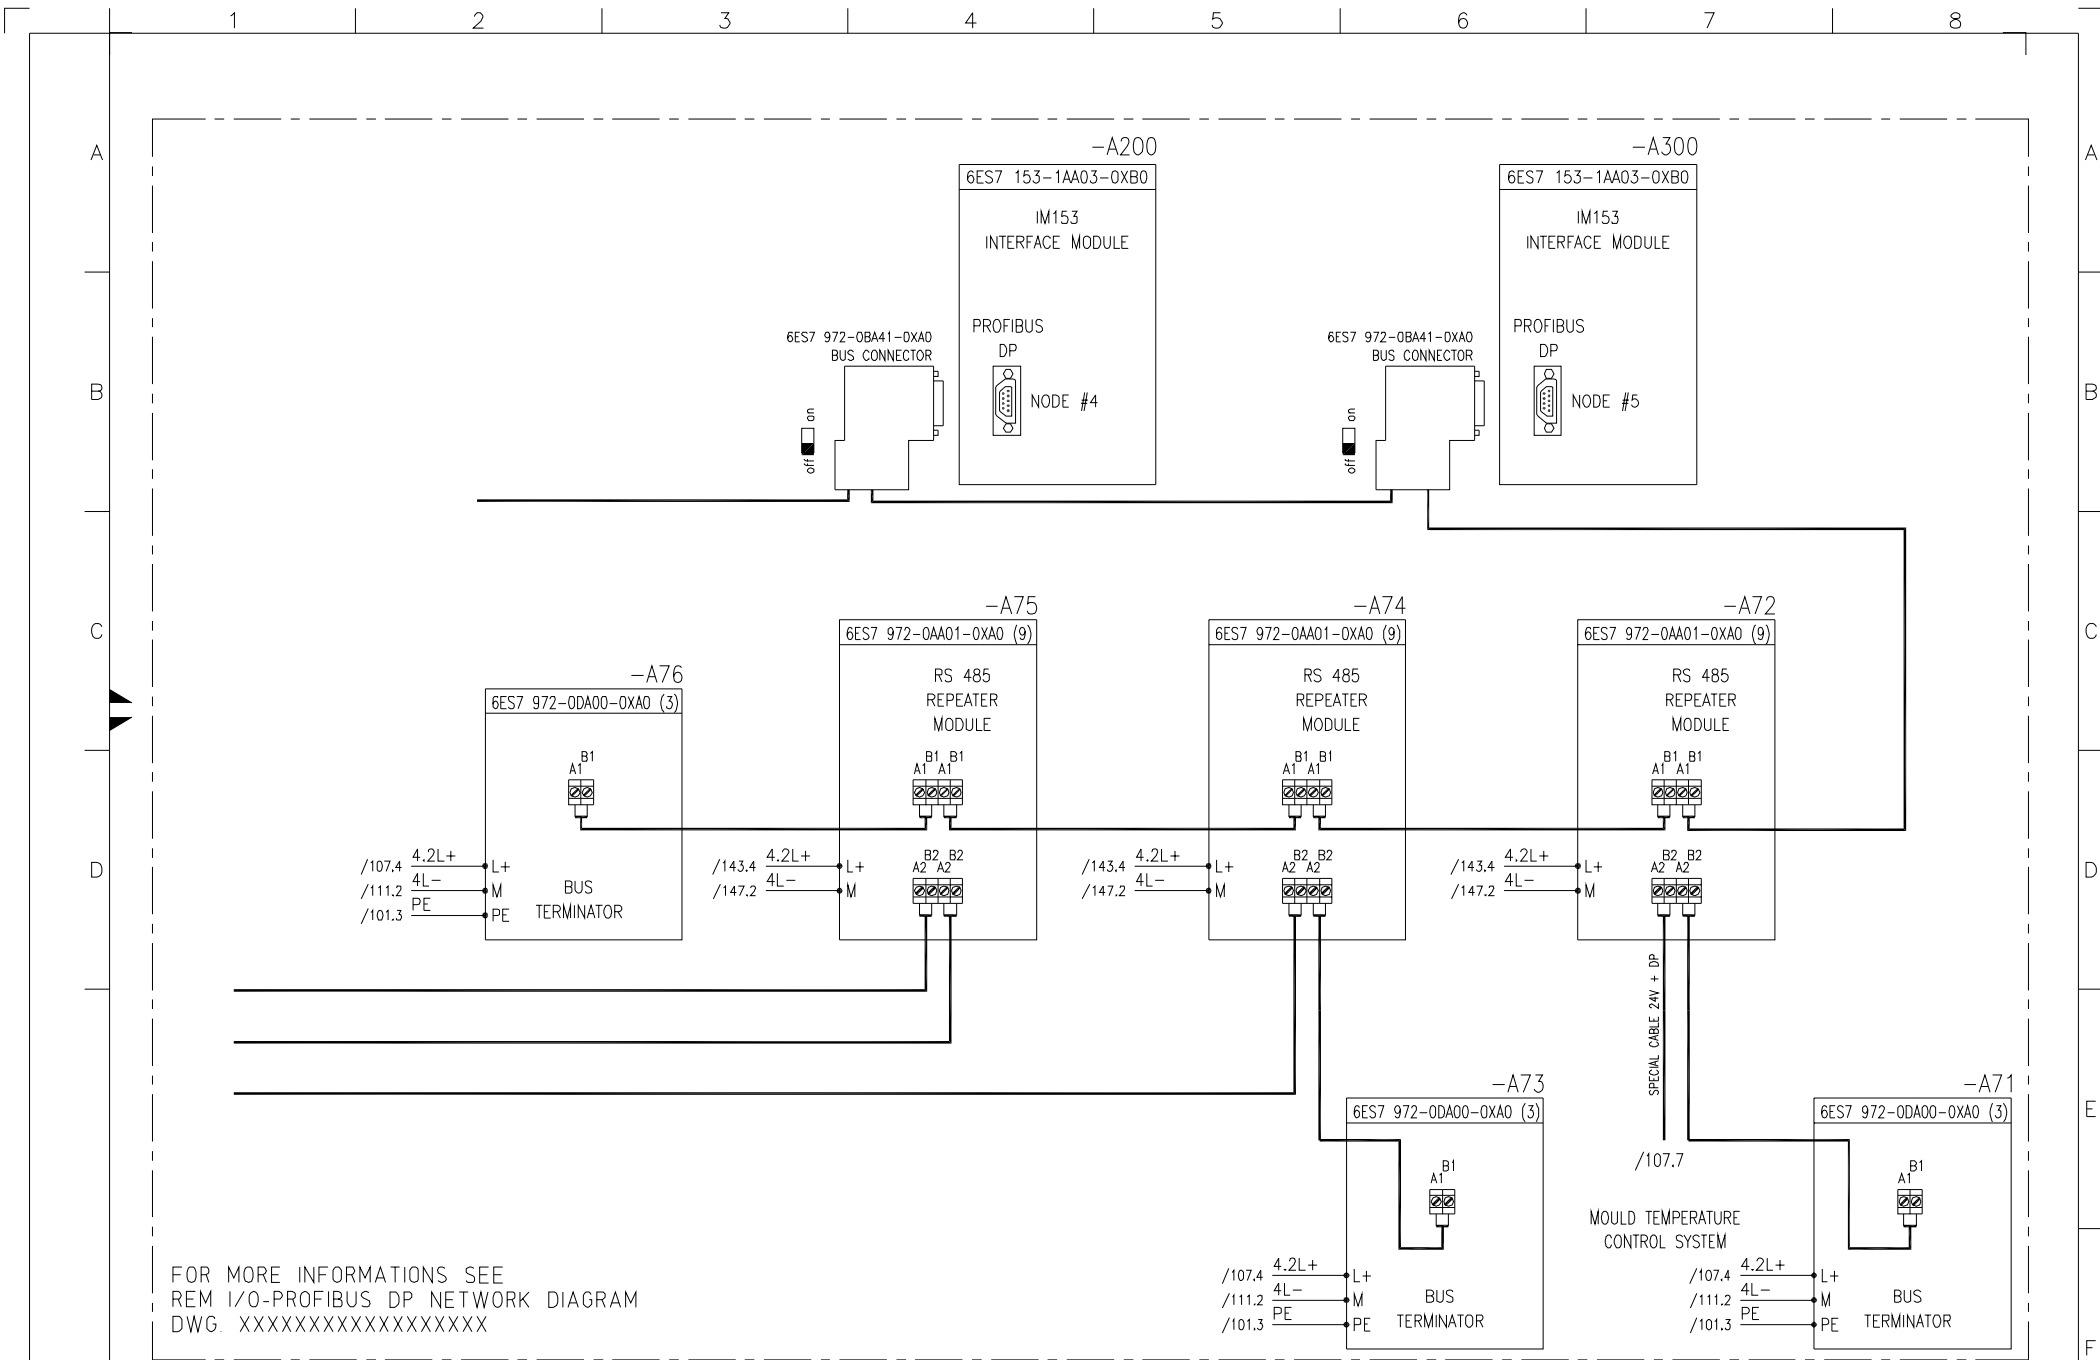 1 2 3 4 5 6 7 8
A A
-A200 -A300
6ES7 153-1AA03-0XB0 6ES7 153-1AA03-0XB0
IM153 IM153
INTERFACE MODULE INTERFACE MODULE
PROFIBUS PROFIBUS
6ES7 972-0BA41-0XA0 6ES7 972-0BA41-0XA0
BUS CONNECTOR DP BUS CONNECTOR DP
B B
on NODE #4 on NODE #5
off off
-A75 -A74 -A72
C C
6ES7 972-0AA01-0XA0 (9) 6ES7 972-0AA01-0XA0 (9) 6ES7 972-0AA01-0XA0 (9)
-A76 RS 485 RS 485 RS 485
6ES7 972-0DA00-0XA0 (3) REPEATER REPEATER REPEATER
MODULE MODULE MODULE
B1 B1 B1 B1 B1 B1 B1
A1 A1 A1 A1 A1 A1 A1
B2 B2 B2 B2 B2 B2
/107.4 4.2L+ L+ /143.4 4.2L+ L+ A2 A2 /143.4 4.2L+ L+ A2 A2 /143.4 4.2L+ L+ A2 A2
D D
/111.2 4L- M BUS /147.2 4L- M /147.2 4L- M /147.2 4L- M
/101.3 PE PE TERMINATOR
SPECIAL CABLE 24V + DP
-A73 -A71
6ES7 972-0DA00-0XA0 (3) 6ES7 972-0DA00-0XA0 (3)
E
/107.7
B1 B1
A1 A1
MOULD TEMPERATURE
CONTROL SYSTEM
/107.4 4.2L+ L+ /107.4 4.2L+ L+
/111.2 4L- M BUS /111.2 4L- M BUS
/101.3 PE PE TERMINATOR /101.3 PE PE TERMINATOR
FOR MORE INFORMATIONS SEE
REM I/O-PROFIBUS DP NETWORK DIAGRAM
DWG. XXXXXXXXXXXXXXXXXX
F